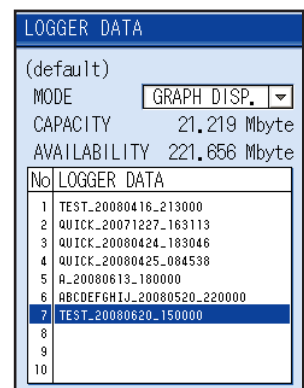 LOGGER DATA
(default)
MODE GRAPH DISP.
CAPACITY 21.219 Mbyte
AVAILABILITY 221.656 Mbyte
No LOGGER DATA
1 TEST_20080416_213000
2 QUICK_20071227_163113
3 QUICK_20080424_183046
4 QUICK_20080425_084538
5 A_20080613_180000
6 ABCDEFGHIJ_20080520_220000
7 TEST_20080620_150000
8
9
10